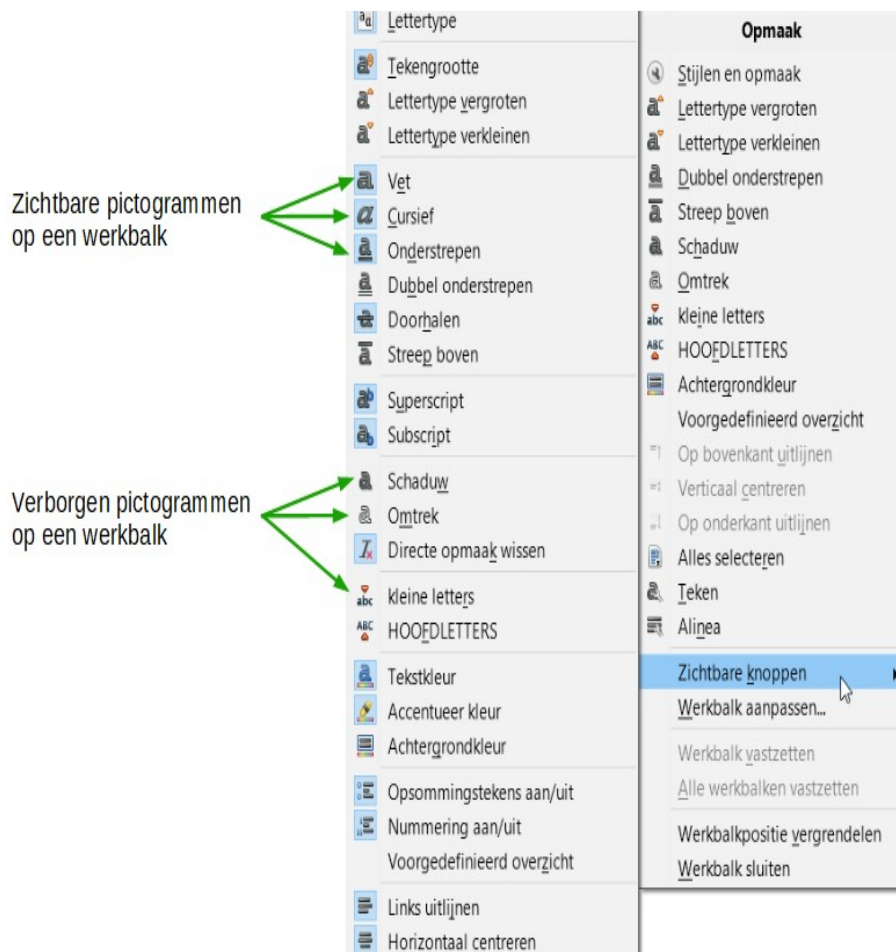 Zichtbare pictogrammen
op een werkbalk
Verborgen pictogrammen
op een werkbalk
Lettertype
Tekengrootte
Lettertype vergroten
Lettertype verkleinen
Vet
Cursief
Onderstrepen
Dubbel onderstrepen
Doorhalen
Streep boven
Superscript
Subscript
Schaduw
Omtrek
Directe opmaak wissen
kleine letters
HOOFDLETTERS
Tekstkleur
Accentueer kleur
Achtergrondkleur
Opsommingstekens aan/uit
Nummering aan/uit
Voorgedefinieerd overzicht
Links uitlijnen
Horizontaal centreren
Opmaak
Stijlen en opmaak
Lettertype vergroten
Lettertype verkleinen
Dubbel onderstrepen
Streep boven
Schaduw
Omtrek
kleine letters
HOOFDLETTERS
Achtergrondkleur
Voorgedefinieerd overzicht
Op bovenkant uitlijnen
Verticaal centreren
Op onderkant uitlijnen
Alles selecteren
Teken
Alinea
Zichtbare knoppen
Werkbalk aanpassen...
Werkbalk vastzetten
Alle werkbalken vastzetten
Werkbalkpositie vergrendelen
Werkbalk sluiten